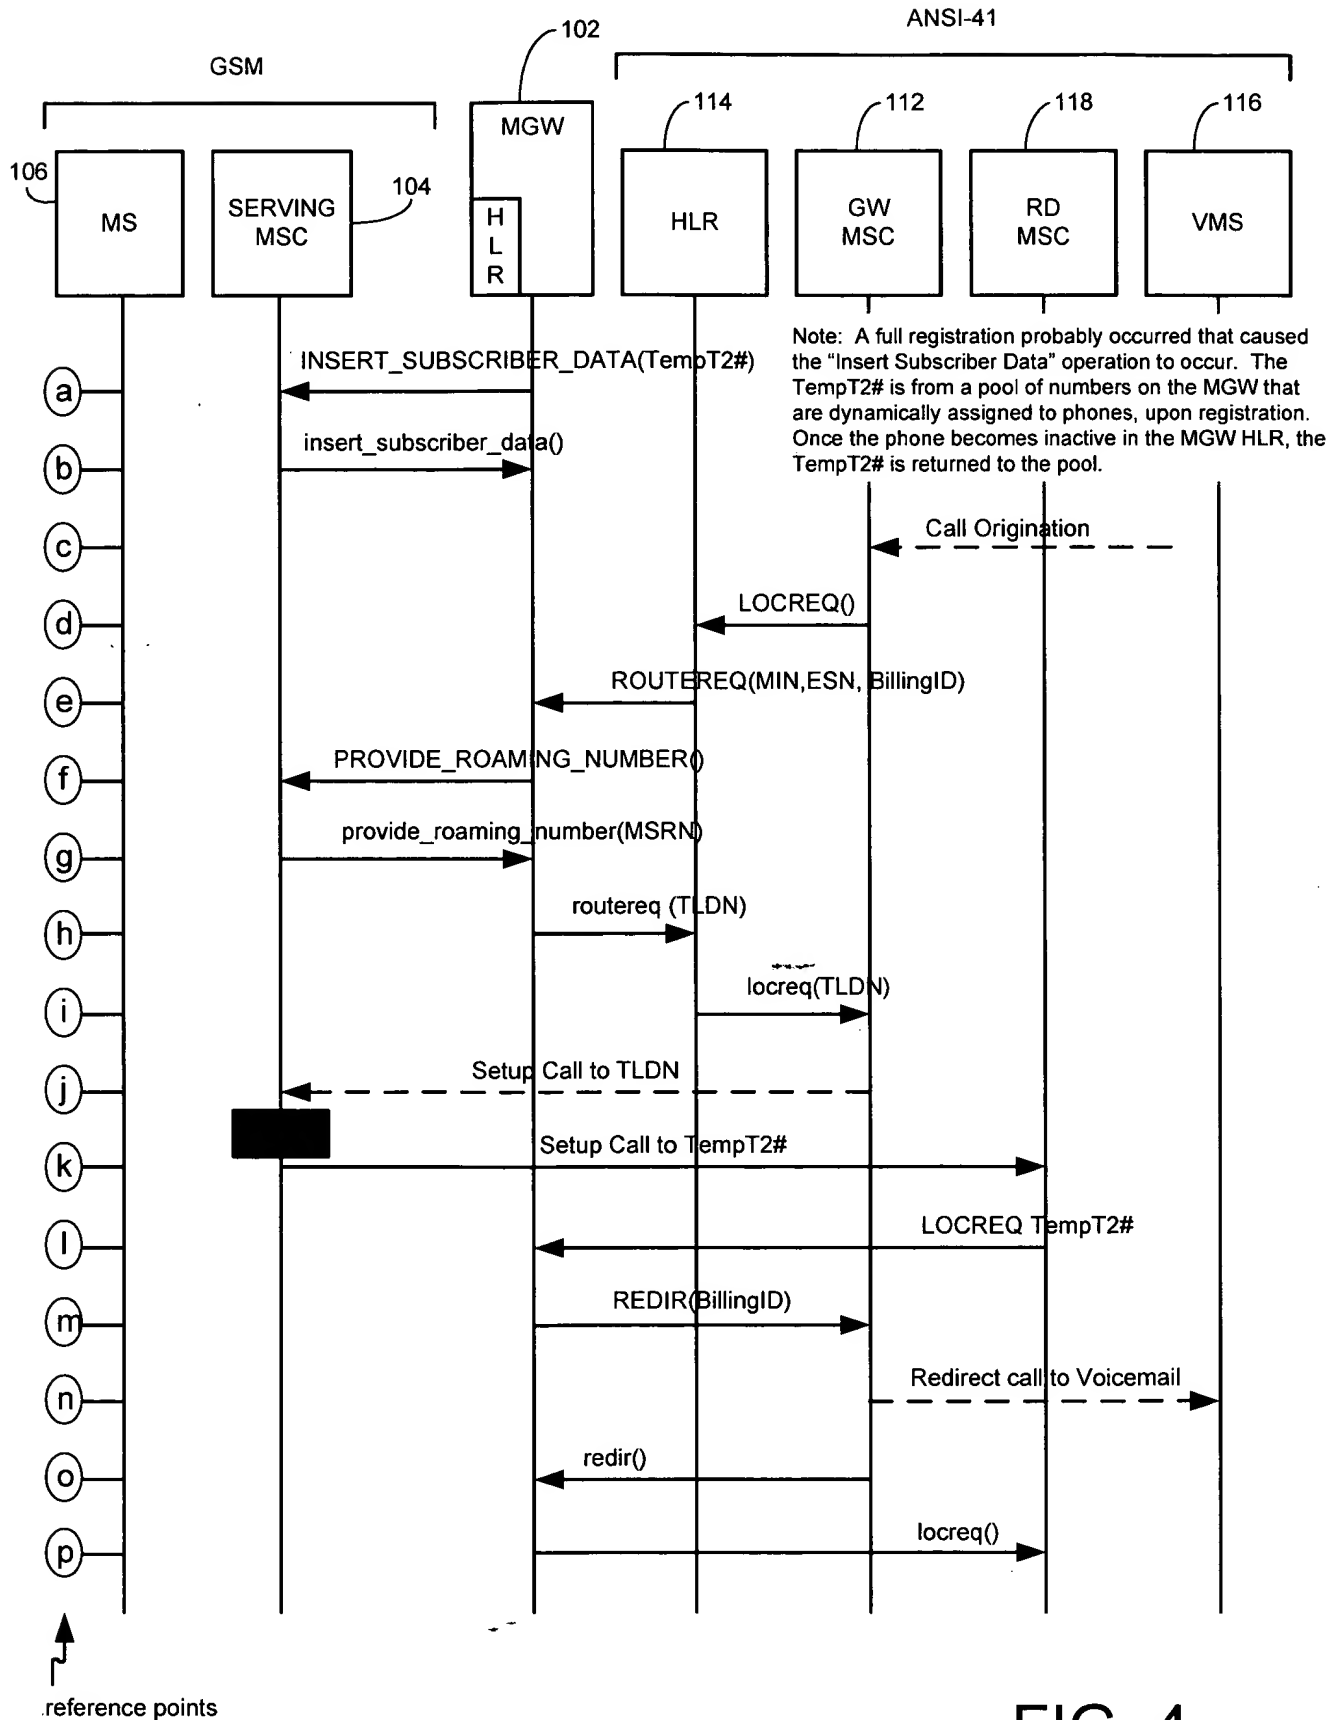 ANSI-41
GSM
102
114
112
118
116
106
104
MGW
H
L
R
MS
SERVING
MSC
HLR
GW
MSC
RD
MSC
VMS
Note: A full registration probably occurred that caused
the “Insert Subscriber Data” operation to occur. The
TempT2# is from a pool of numbers on the MGW that
are dynamically assigned to phones, upon registration.
Once the phone becomes inactive in the MGW HLR, the
TempT2# is returned to the pool.
INSERT_SUBSCRIBER_DATA(TempT2#)
a
insert_subscriber_data()
b
Call Origination
c
LOCREQ()
d
ROUTEREQ(MIN,ESN, BillingID)
e
PROVIDE_ROAMING_NUMBER()
f
provide_roaming_number(MSRN)
g
routereq (TLDN)
h
locreq(TLDN)
i
Setup Call to TLDN
j
Setup Call to TempT2#
k
LOCREQ TempT2#
l
REDIR(BillingID)
m
Redirect call to Voicemail
n
redir()
o
locreq()
p
reference points
FIG. 4